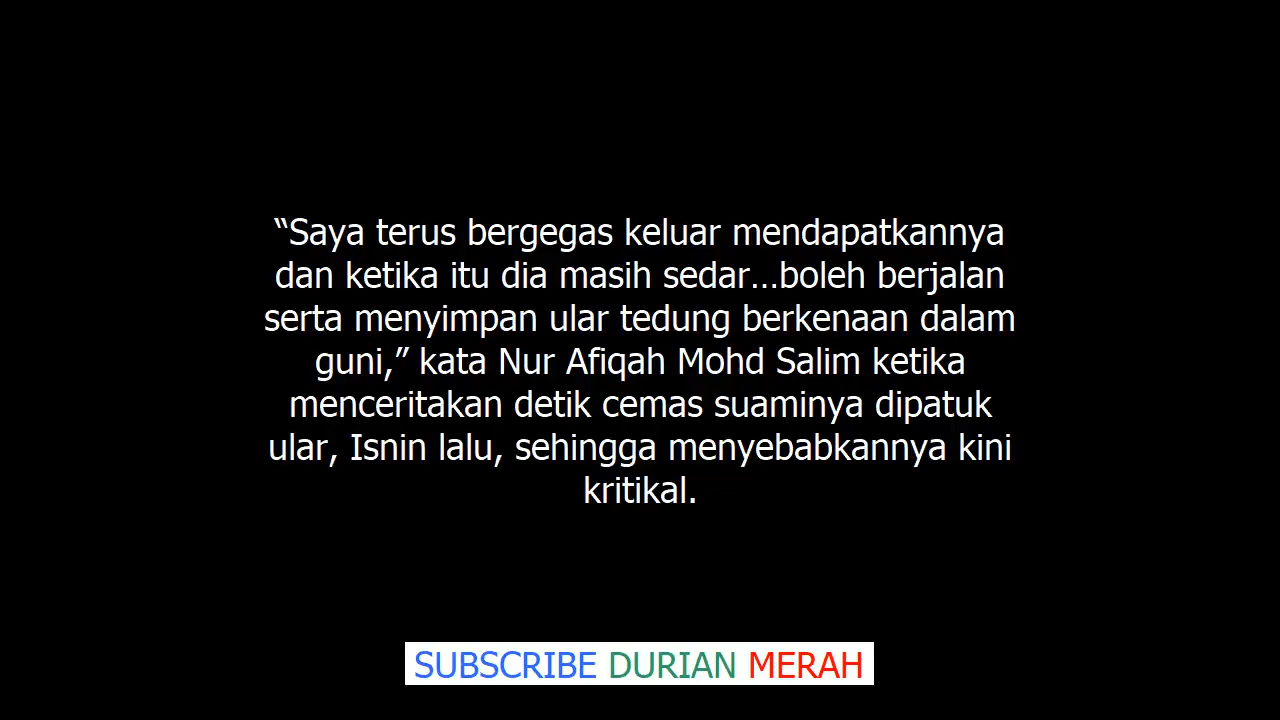 “Saya terus bergegas keluar mendapatkannya
dan ketika itu dia masih sedar...boleh berjalan
serta menyimpan ular tedung berkenaan dalam
guni,” kata Nur Afiqah Mohd Salim ketika
menceritakan detik cemas suaminya dipatuk
ular, Isnin lalu, sehingga menyebabkannya kini
kritikal.
SUBSCRIBE DURIAN MERAH